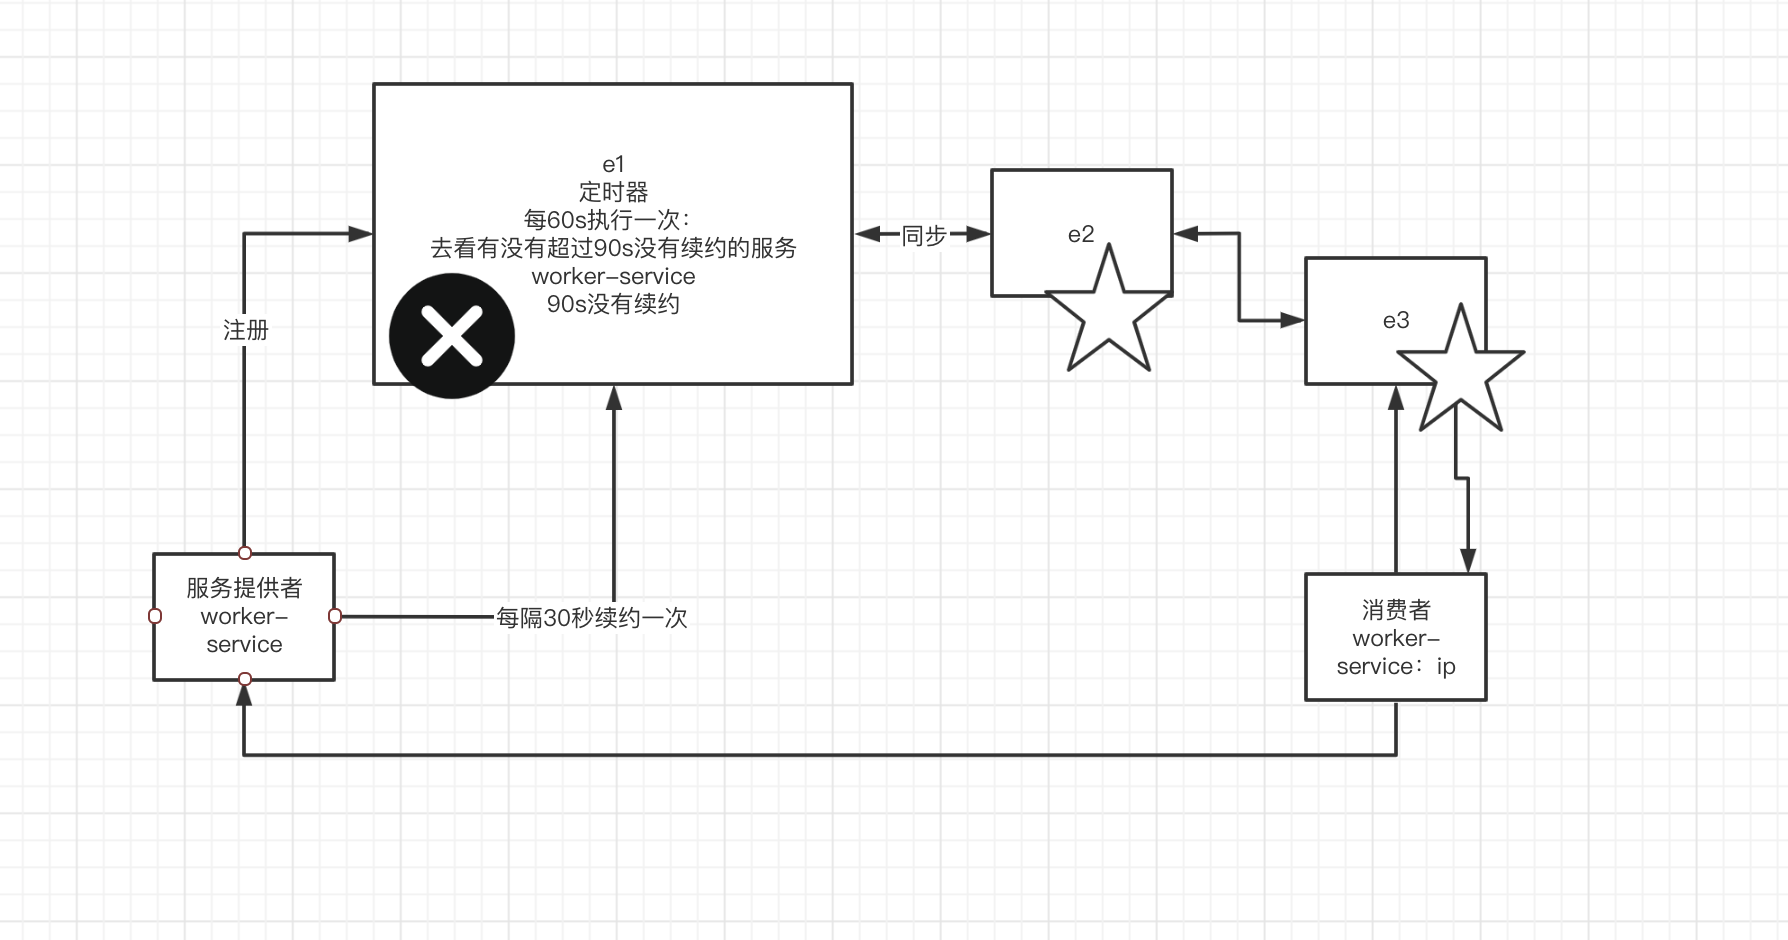 e1
定时器
每60s执行一次：
去看有没有超过90s没有续约的服务
worker-service
90s没有续约
同步
e2
e3
注册
服务提供者
worker-
service
每隔30秒续约一次
消费者
worker-
service：ip